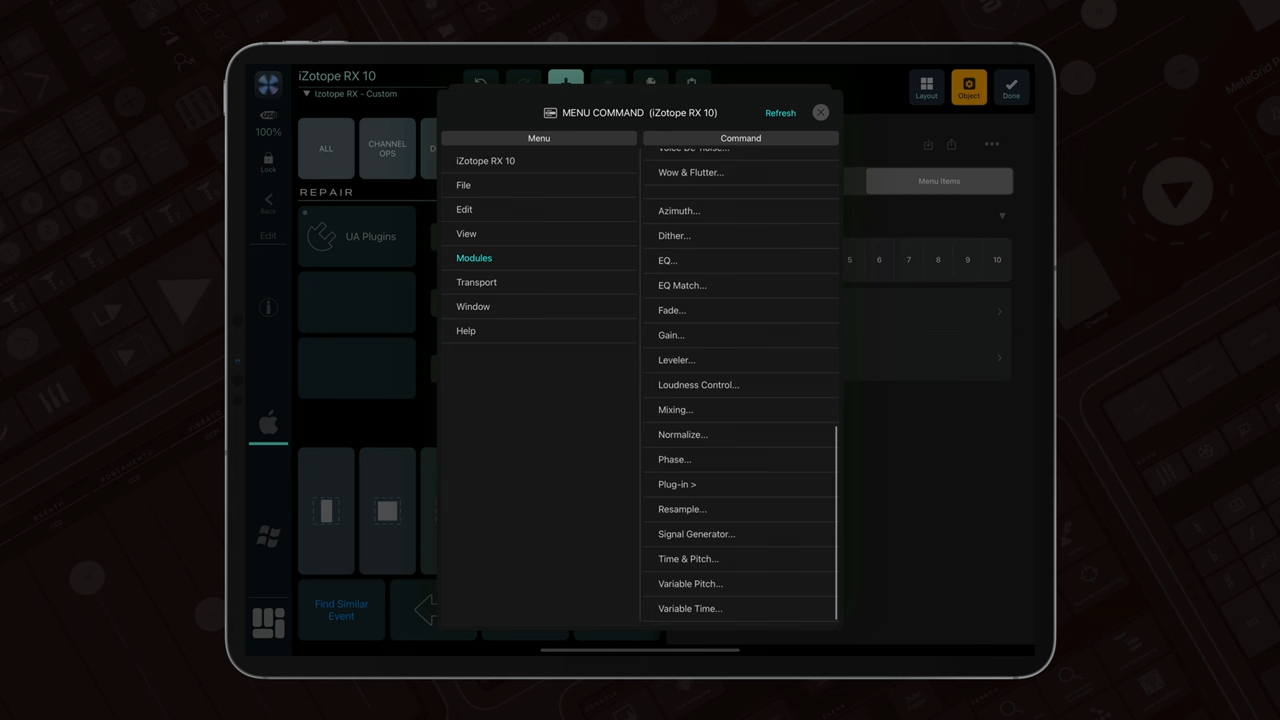 iZotope RX 10
▼ Izotope RX - Custom
100%
Lock
Back
Edit
ALL
CHANNEL OPS
D
REPAIR
UA Plugins
Find Similar
Event
MENU COMMAND (iZotope RX 10)
Refresh
Menu
Command
iZotope RX 10
File
Edit
View
Modules
Transport
Window
Help
Voice De-noise...
Wow & Flutter...
Azimuth...
Dither...
EQ...
EQ Match...
Fade...
Gain...
Leveler...
Loudness Control...
Mixing...
Normalize...
Phase...
Plug-in >
Resample...
Signal Generator...
Time & Pitch...
Variable Pitch...
Variable Time...
Layout
Object
Done
Menu Items
5 6 7 8 9 10